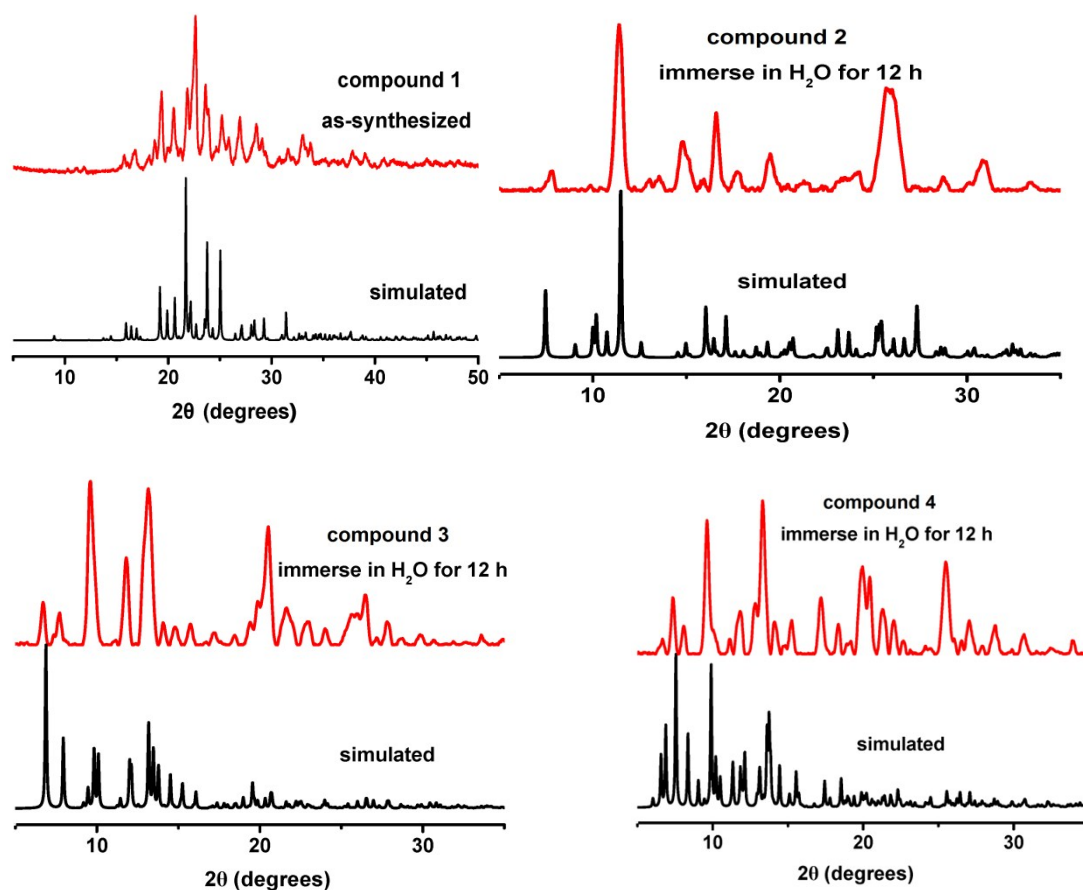 compound 1
as-synthesized
simulated
10 20 30 40 50
2θ (degrees)
compound 2
immerse in H₂O for 12 h
simulated
10 20 30
2θ (degrees)
compound 3
immerse in H₂O for 12 h
simulated
10 20 30
2θ (degrees)
compound 4
immerse in H₂O for 12 h
simulated
10 20 30
2θ (degrees)